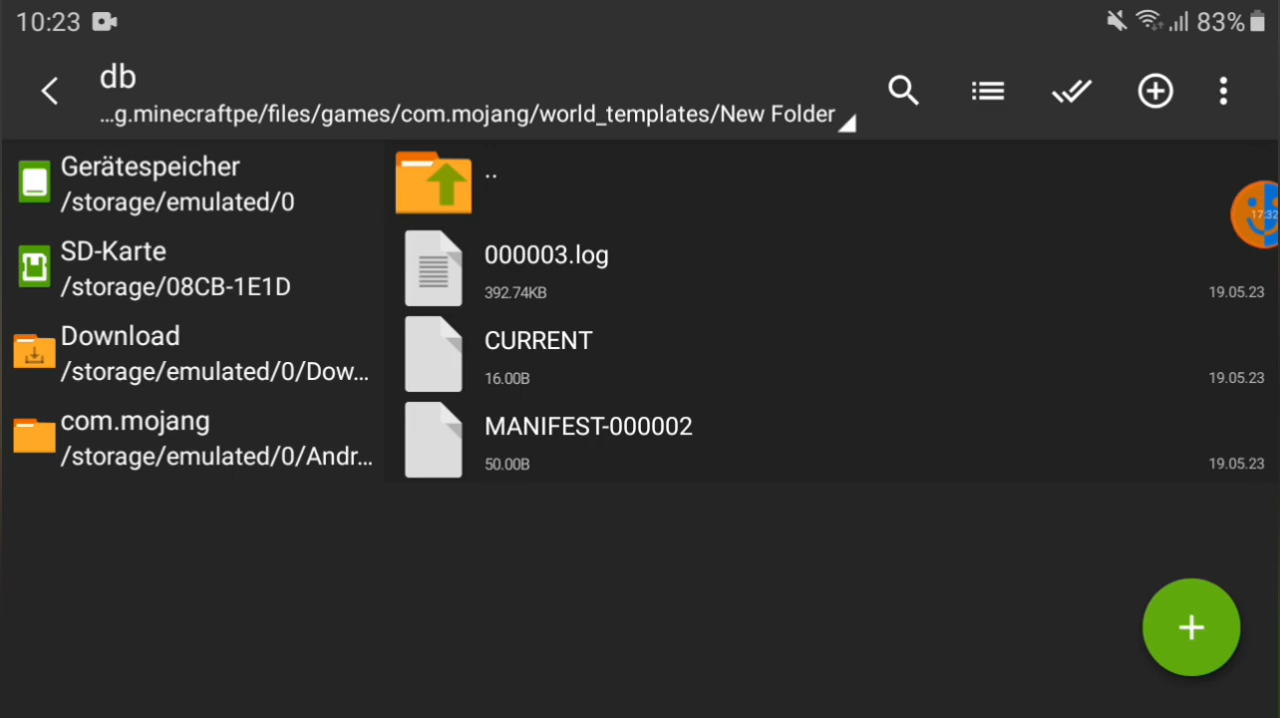 10:23
83%
db
...g.minecraftpe/files/games/com.mojang/world_templates/New Folder
Gerätespeicher
/storage/emulated/0
SD-Karte
/storage/08CB-1E1D
Download
/storage/emulated/0/Dow...
com.mojang
/storage/emulated/0/Andr...
..
000003.log
392.74KB
19.05.23
CURRENT
16.00B
19.05.23
MANIFEST-000002
50.00B
19.05.23
17:32